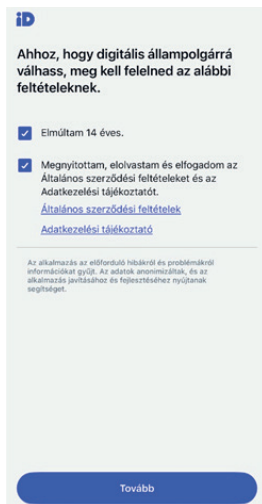 iD
Ahhoz, hogy digitális állampolgárrá
válhass, meg kell felelned az alábbi
feltételeknek.
Elmúltam 14 éves.
Megnyitottam, elolvastam és elfogadom az
Általános szerződési feltételeket és az
Adatkezelési tájékoztatót.
Általános szerződési feltételek
Adatkezelési tájékoztató
Az alkalmazás az előforduló hibákról és problémákról
információkat gyűjt. Az adatok anonimizáltak, és az
alkalmazás javításához és fejlesztéséhez nyújtanak
segítséget.
Tovább